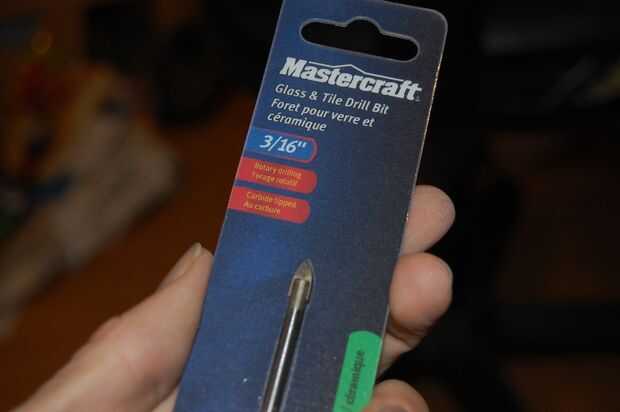 Mastercraft
Glass & Tile Drill Bit
Foret pour verre et
céramique
3/16"
Rotary drilling
Forage rotatif
Carbide tipped
Au carbure
céramique